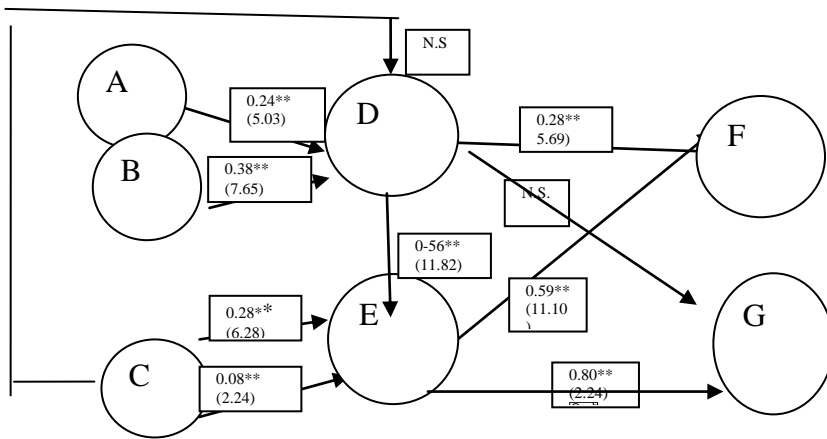 N.S
A
0.24**
(5.03)
D
0.28**
5.69)
F
B
0.38**
(7.65)
N.S.
0-56**
(11.82)
0.28**
(6.28)
E
0.59**
(11.10
)
G
C
0.08**
(2.24)
0.80**
(2.24)